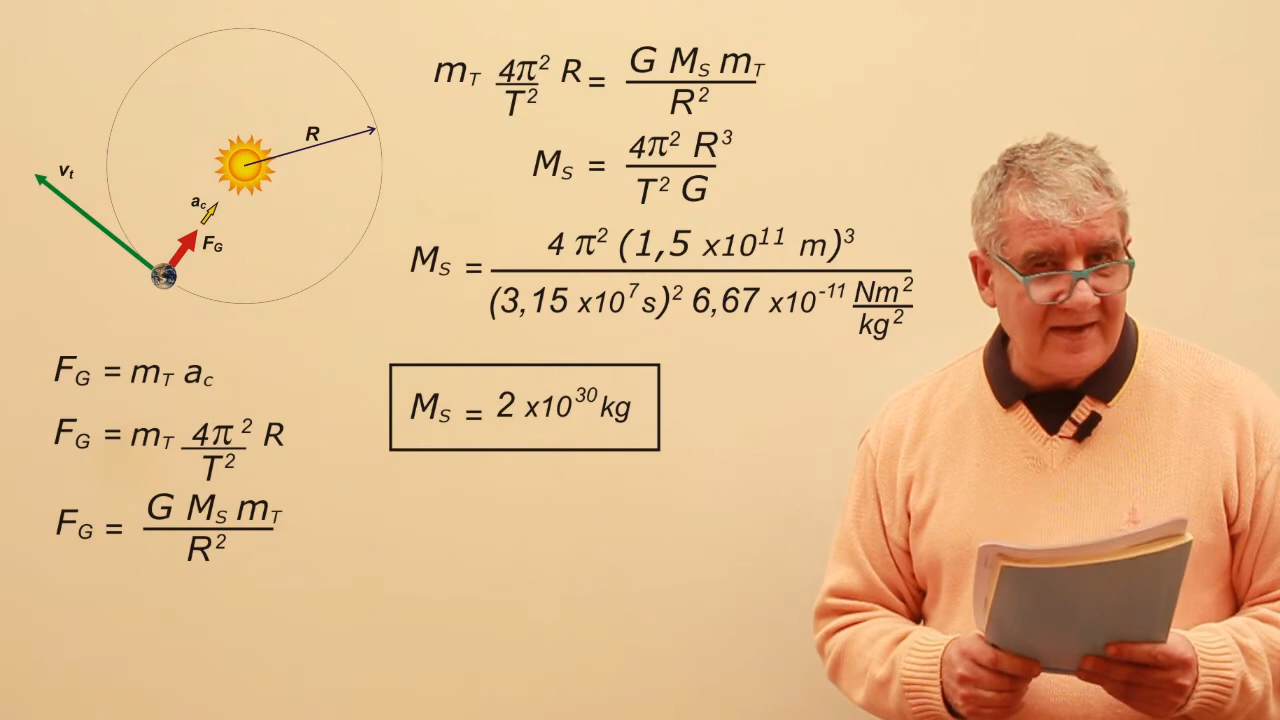 R
v_t
a_c
F_G
F_G = m_T a_c
F_G = m_T 4π² / T² R
F_G = G M_S m_T / R²
m_T 4π² / T² R = G M_S m_T / R²
M_S = 4π² R³ / T² G
M_S = 4 π² (1,5 x10¹¹ m)³ / (3,15 x10⁷ s)² 6,67 x10⁻¹¹ Nm² / kg²
M_S = 2 x10³⁰ kg